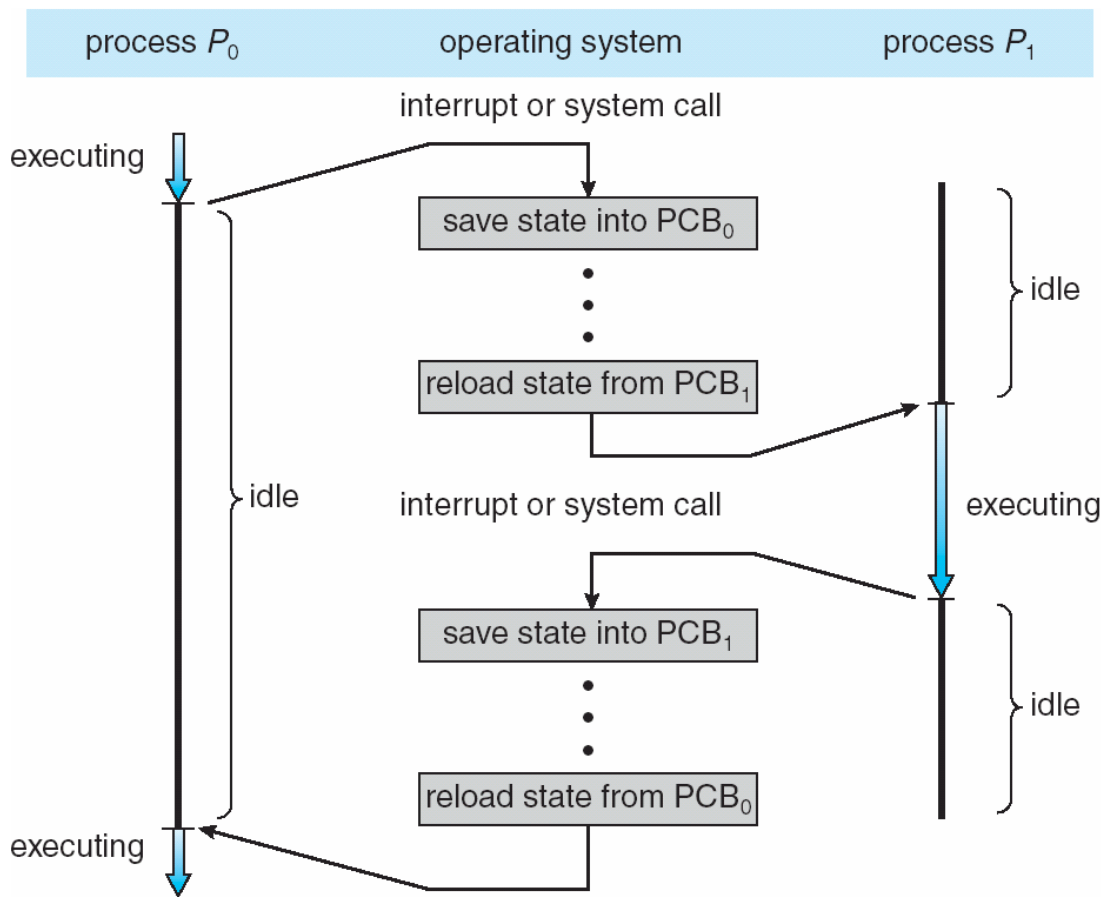 process P₀ operating system process P₁
interrupt or system call
executing
save state into PCB₀
idle
reload state from PCB₁
idle
interrupt or system call
executing
save state into PCB₁
idle
reload state from PCB₀
executing